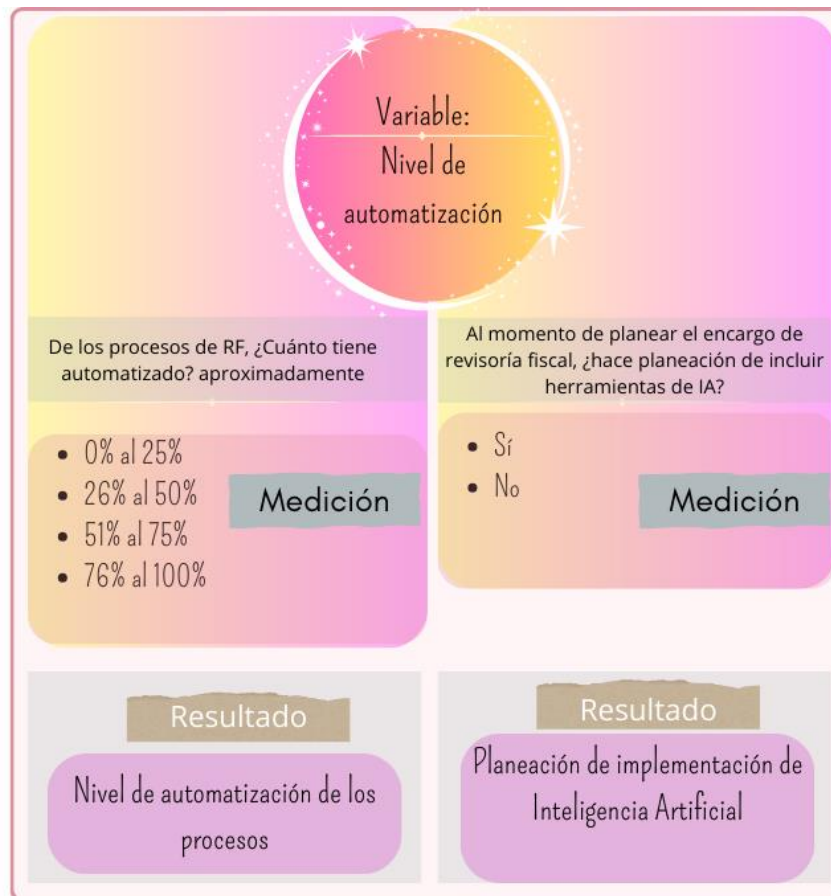 Variable:
Nivel de
automatización
De los procesos de RF, ¿Cuánto tiene
automatizado? aproximadamente
• 0% al 25%
• 26% al 50%
• 51% al 75%
• 76% al 100%
Medición
Al momento de planear el encargo de
revisoría fiscal, ¿hace planeación de incluir
herramientas de IA?
• Sí
• No
Medición
Resultado
Nivel de automatización de los
procesos
Resultado
Planeación de implementación de
Inteligencia Artificial